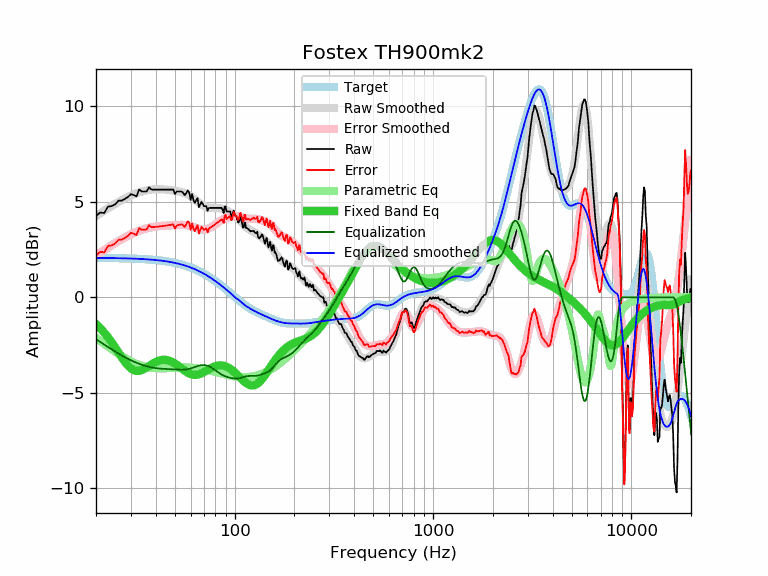 Fostex TH900mk2
Target
Raw Smoothed
Error Smoothed
Raw
Error
Parametric Eq
Fixed Band Eq
Equalization
Equalized smoothed
Amplitude (dBr)
10
5
0
−5
−10
100
1000
10000
Frequency (Hz)